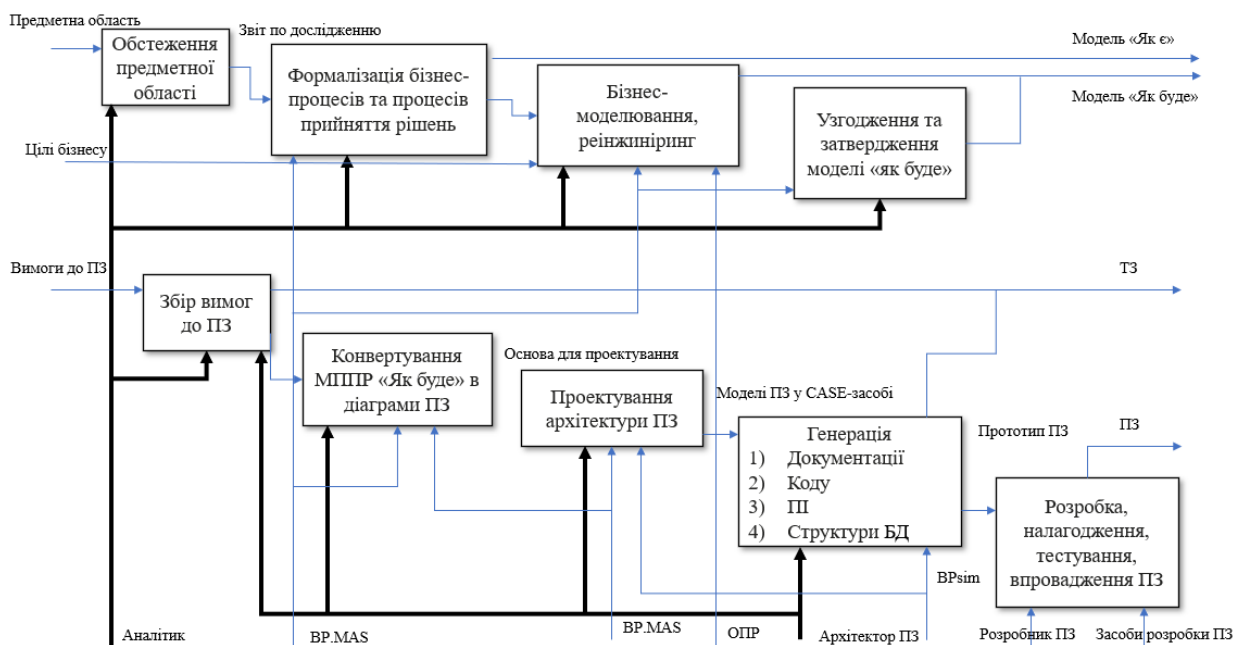 Предметна область
Обстеження
предметної
області
Звіт по дослідженню
Формалізація бізнес-
процесів та процесів
прийняття рішень
Бізнес-
моделювання,
реінжиніринг
Модель «Як є»
Модель «Як буде»
Узгодження та
затвердження
моделі «як буде»
Цілі бізнесу
Вимоги до ПЗ
Збір вимог
до ПЗ
ТЗ
Конвертування
МППР «Як буде» в
діаграми ПЗ
Основа для проектування
Проектування
архітектури ПЗ
Моделі ПЗ у CASE-засобі
Генерація
1) Документації
2) Коду
3) ПІ
4) Структури БД
Прототип ПЗ
ПЗ
Розробка,
налагодження,
тестування,
впровадження ПЗ
BPsim
Аналітик
BP.MAS
BP.MAS
ОПР
Архітектор ПЗ
Розробник ПЗ
Засоби розробки ПЗ